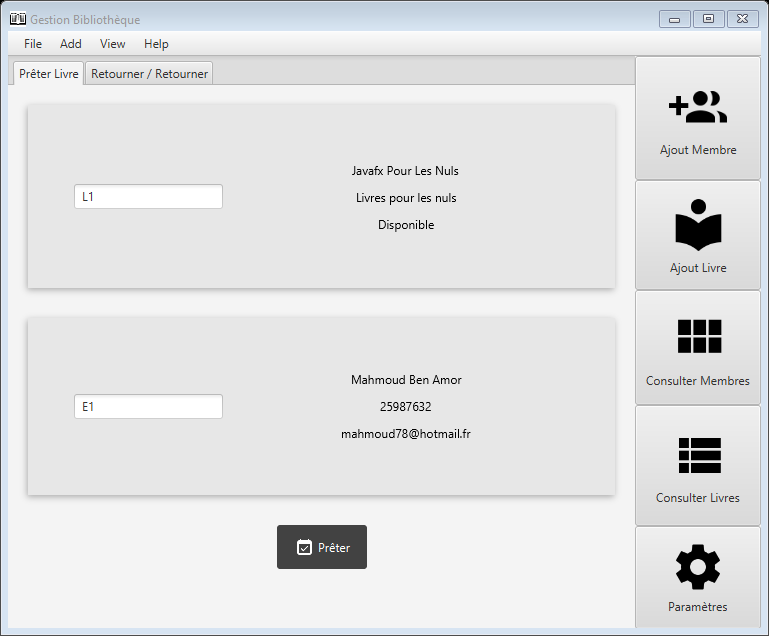 Gestion Bibliothèque
File Add View Help
Prêter Livre Retourner / Retourner
L1
Javafx Pour Les Nuls
Livres pour les nuls
Disponible
E1
Mahmoud Ben Amor
25987632
mahmoud78@hotmail.fr
Prêter
Ajout Membre
Ajout Livre
Consulter Membres
Consulter Livres
Paramètres